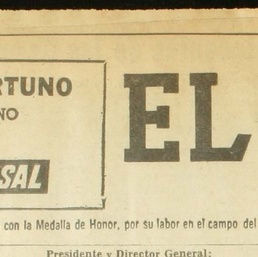 RTUNO
NO
SAL
EL
con la Medalla de Honor, por su labor en el campo del
Presidente y Director General: